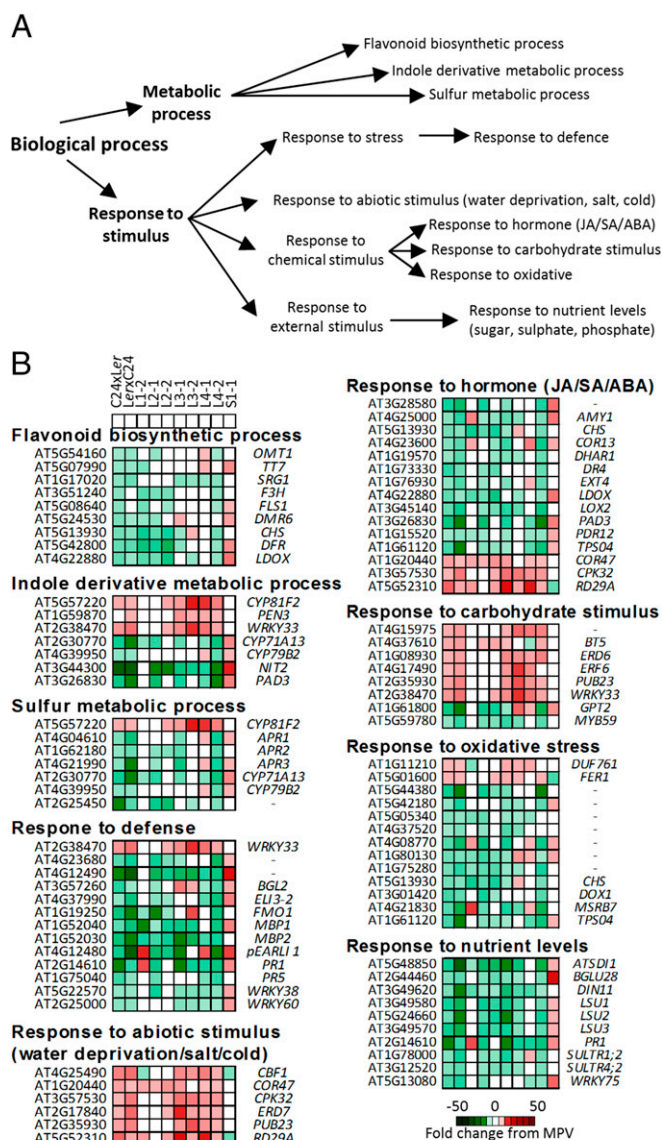 A
Flavonoid biosynthetic process
Indole derivative metabolic process
Sulfur metabolic process
Metabolic
process
Biological process
Response to stress
Response to defence
Response to
stimulus
Response to abiotic stimulus (water deprivation, salt, cold)
Response to
chemical stimulus
Response to hormone (JA/SA/ABA)
Response to carbohydrate stimulus
Response to oxidative
Response to
external stimulus
Response to nutrient levels
(sugar, sulphate, phosphate)
B
C24xLer
LerxC24
L1-2
L2-1
L2-2
L3-1
L3-2
L4-1
L4-2
S1-1
Flavonoid biosynthetic process
AT5G54160 OMT1
AT5G07990 TT7
AT1G17020 SRG1
AT3G51240 F3H
AT5G08640 FLS1
AT5G24530 DMR6
AT5G13930 CHS
AT5G42800 DFR
AT4G22880 LDOX
Indole derivative metabolic process
AT5G57220 CYP81F2
AT1G59870 PEN3
AT2G38470 WRKY33
AT2G30770 CYP71A13
AT4G39950 CYP79B2
AT3G44300 NIT2
AT3G26830 PAD3
Sulfur metabolic process
AT5G57220 CYP81F2
AT4G04610 APR1
AT1G62180 APR2
AT4G21990 APR3
AT2G30770 CYP71A13
AT4G39950 CYP79B2
AT2G25450 -
Respone to defense
AT2G38470 WRKY33
AT4G23680 -
AT4G12490 -
AT3G57260 BGL2
AT4G37990 ELI3-2
AT1G19250 FMO1
AT1G52040 MBP1
AT1G52030 MBP2
AT4G12480 pEARLI 1
AT2G14610 PR1
AT1G75040 PR5
AT5G22570 WRKY38
AT2G25000 WRKY60
Response to abiotic stimulus
(water deprivation/salt/cold)
AT4G25490 CBF1
AT1G20440 COR47
AT3G57530 CPK32
AT2G17840 ERD7
AT2G35930 PUB23
AT5G52310 RD29A
Response to hormone (JA/SA/ABA)
AT3G28580 -
AT4G25000 AMY1
AT5G13930 CHS
AT4G23600 COR13
AT1G19570 DHAR1
AT1G73330 DR4
AT1G76930 EXT4
AT4G22880 LDOX
AT3G45140 LOX2
AT3G26830 PAD3
AT1G15520 PDR12
AT1G61120 TPS04
AT1G20440 COR47
AT3G57530 CPK32
AT5G52310 RD29A
Response to carbohydrate stimulus
AT4G15975 -
AT4G37610 BT5
AT1G08930 ERD6
AT4G17490 ERF6
AT2G35930 PUB23
AT2G38470 WRKY33
AT1G61800 GPT2
AT5G59780 MYB59
Response to oxidative stress
AT1G11210 DUF761
AT5G01600 FER1
AT5G44380 -
AT5G42180 -
AT5G05340 -
AT4G37520 -
AT4G08770 -
AT1G80130 -
AT1G75280 -
AT5G13930 CHS
AT3G01420 DOX1
AT4G21830 MSRB7
AT1G61120 TPS04
Response to nutrient levels
AT5G48850 ATSDI1
AT2G44460 BGLU28
AT3G49620 DIN11
AT3G49580 LSU1
AT5G24660 LSU2
AT3G49570 LSU3
AT2G14610 PR1
AT1G78000 SULTR1;2
AT3G12520 SULTR4;2
AT5G13080 WRKY75
-50 0 50
Fold change from MPV